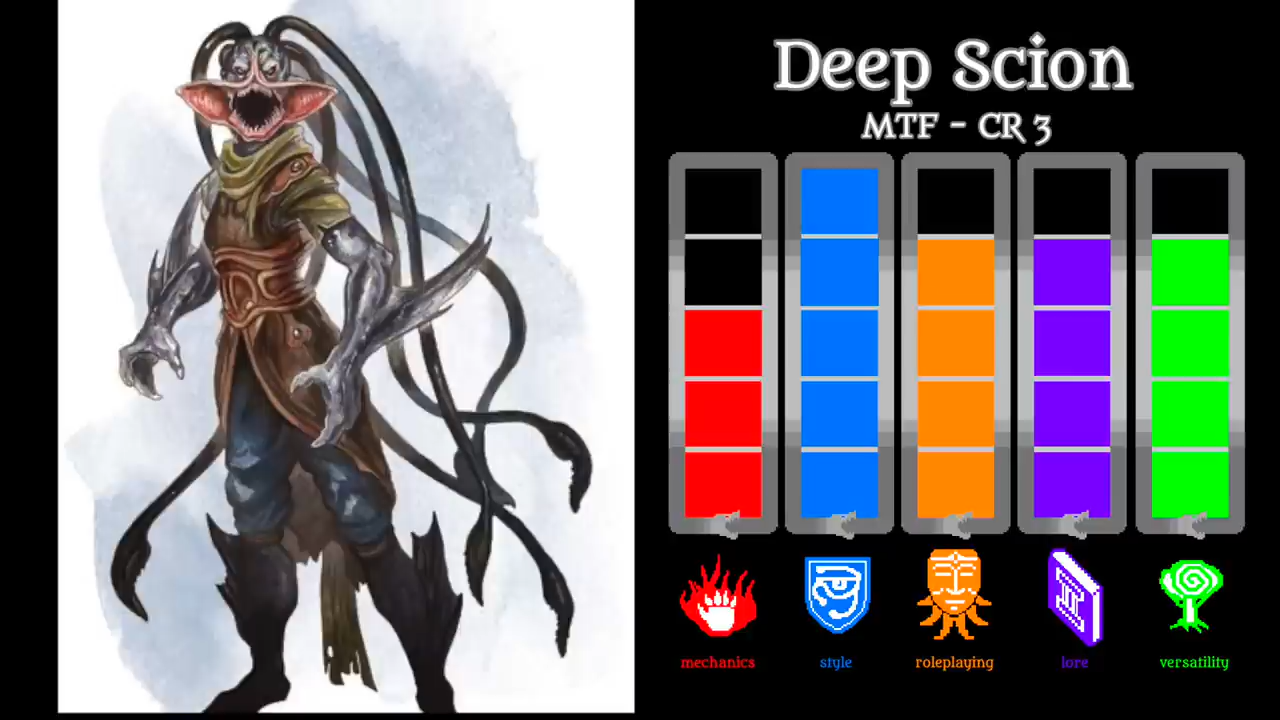 Deep Scion
MTF - CR 3
mechanics
style
roleplaying
lore
versatility